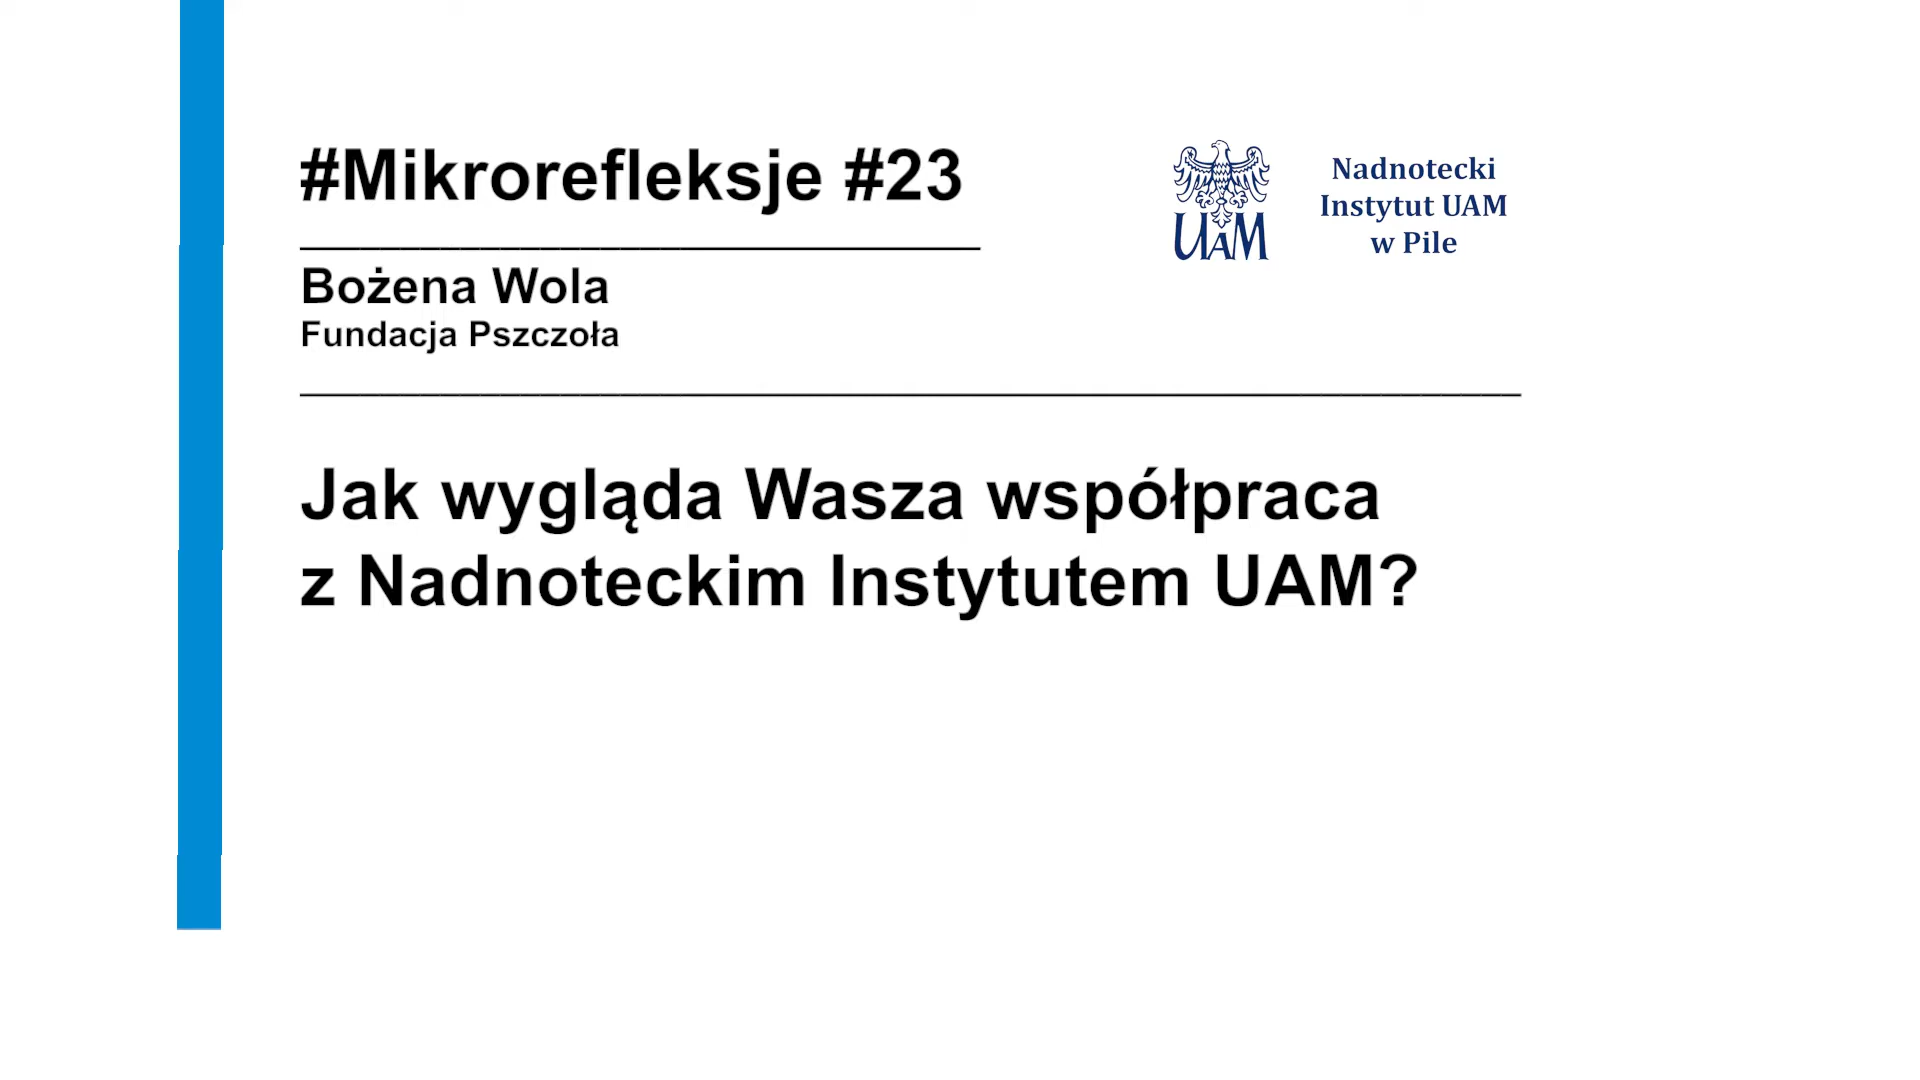 #Mikrorefleksje #23
Nadnotecki
Instytut UAM
w Pile
UAM
Bożena Wola
Fundacja Pszczoła
Jak wygląda Wasza współpraca
z Nadnoteckim Instytutem UAM?